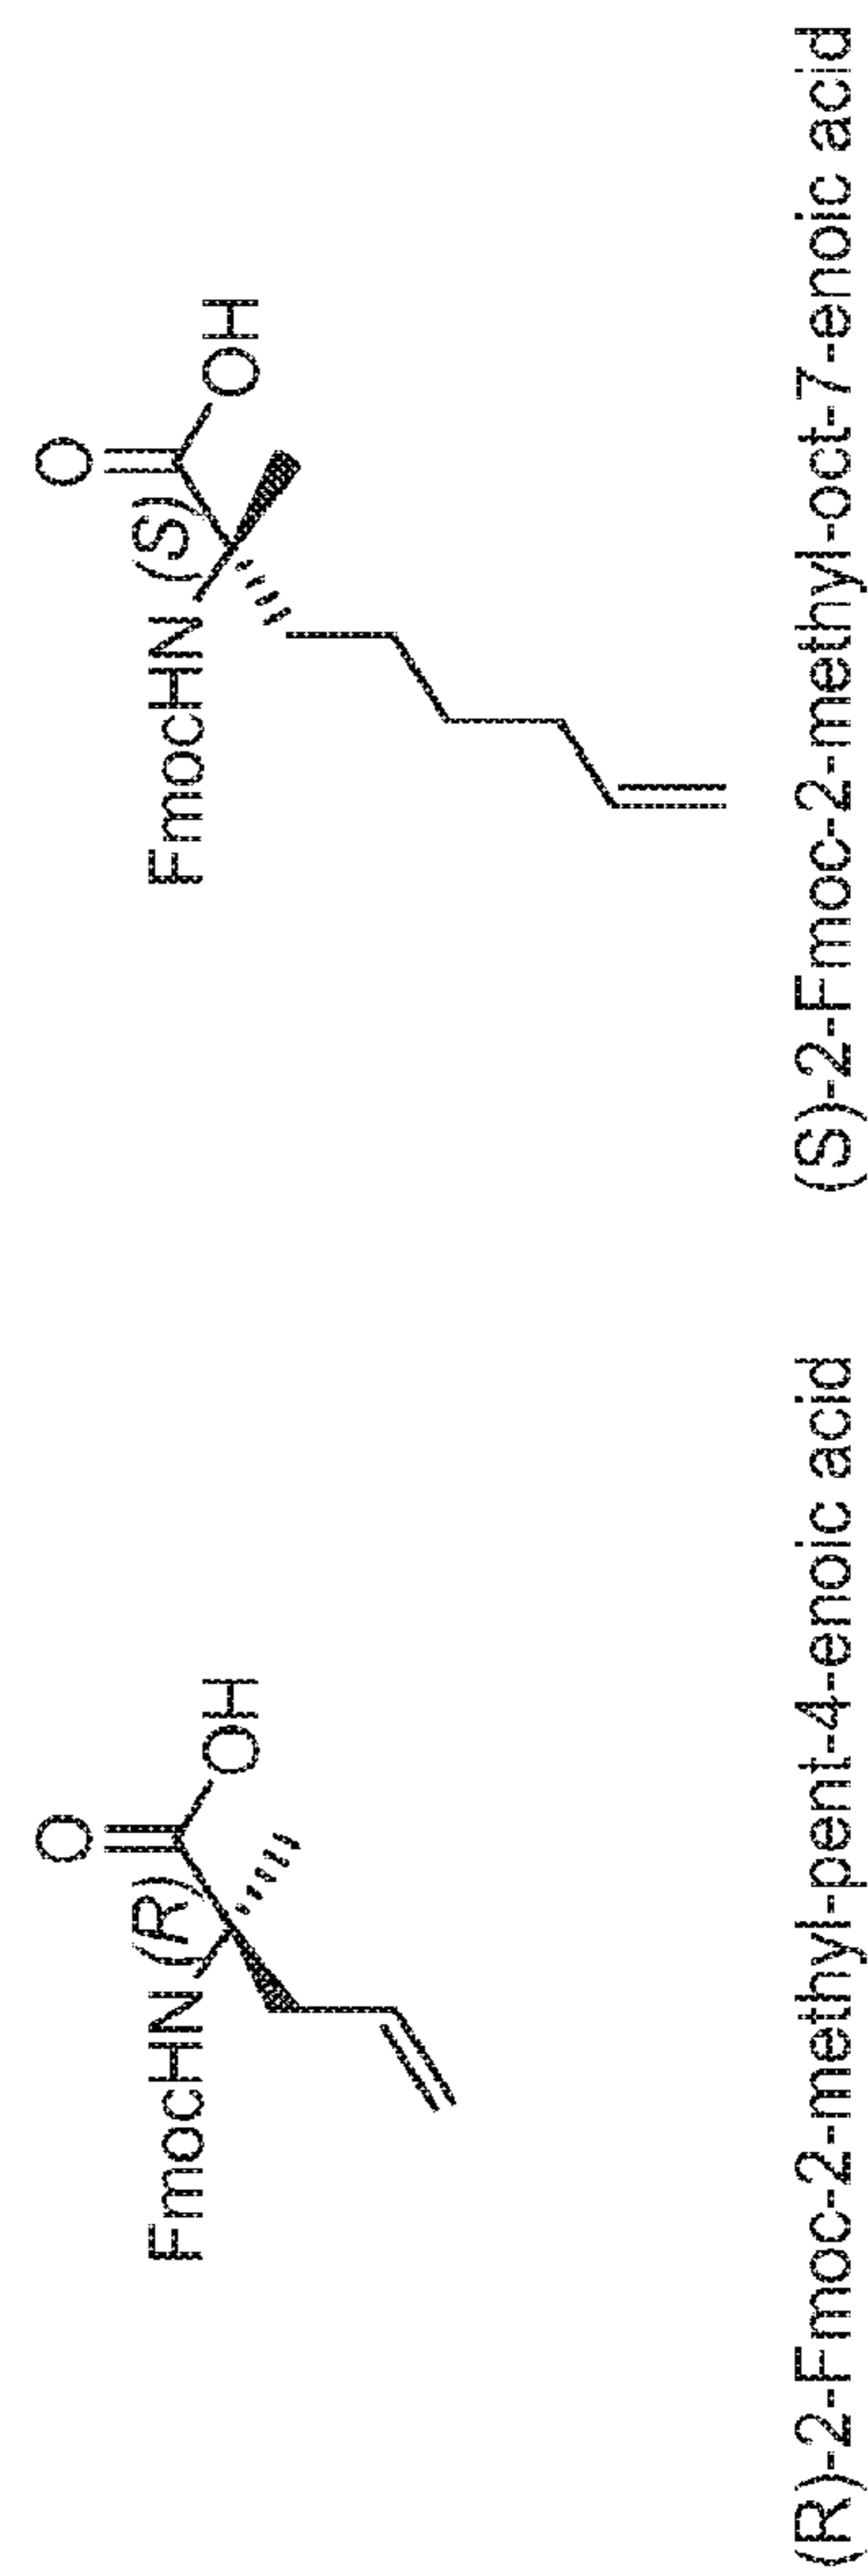 O
FmocHN (R) OH
(R)-2-Fmoc-2-methyl-pent-4-enoic acid
O
FmocHN (S) OH
(S)-2-Fmoc-2-methyl-oct-7-enoic acid